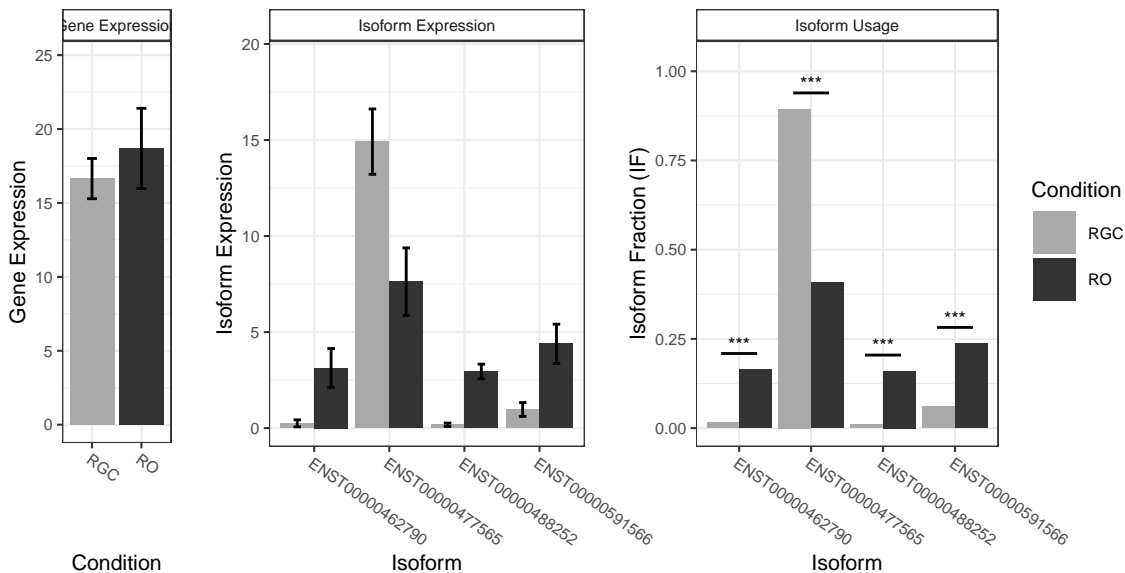 Gene Expression
Isoform Expression
Isoform Usage
Gene Expression
25
20
15
10
5
0
RGC
RO
Condition
Isoform Expression
20
15
10
5
0
ENST00000462790
ENST00000477565
ENST00000488252
ENST00000591566
Isoform
Isoform Fraction (IF)
1.00
0.75
0.50
0.25
0.00
***
***
***
***
ENST00000462790
ENST00000477565
ENST00000488252
ENST00000591566
Isoform
Condition
RGC
RO